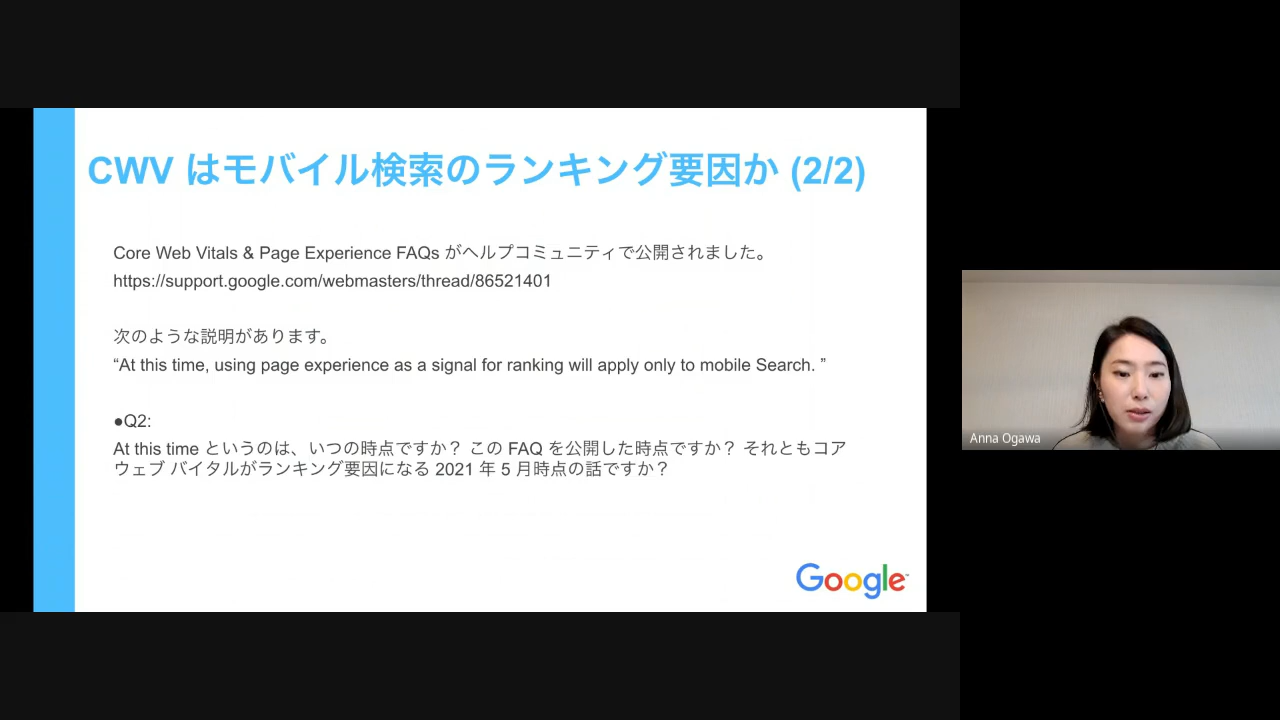 CWV はモバイル検索のランキング要因か (2/2)
Core Web Vitals & Page Experience FAQs がヘルプコミュニティで公開されました。
https://support.google.com/webmasters/thread/86521401
次のような説明があります。
“At this time, using page experience as a signal for ranking will apply only to mobile Search. ”
●Q2:
At this time というのは、いつの時点ですか？ この FAQ を公開した時点ですか？ それともコア
ウェブ バイタルがランキング要因になる 2021 年 5 月時点の話ですか？
Google
Anna Ogawa